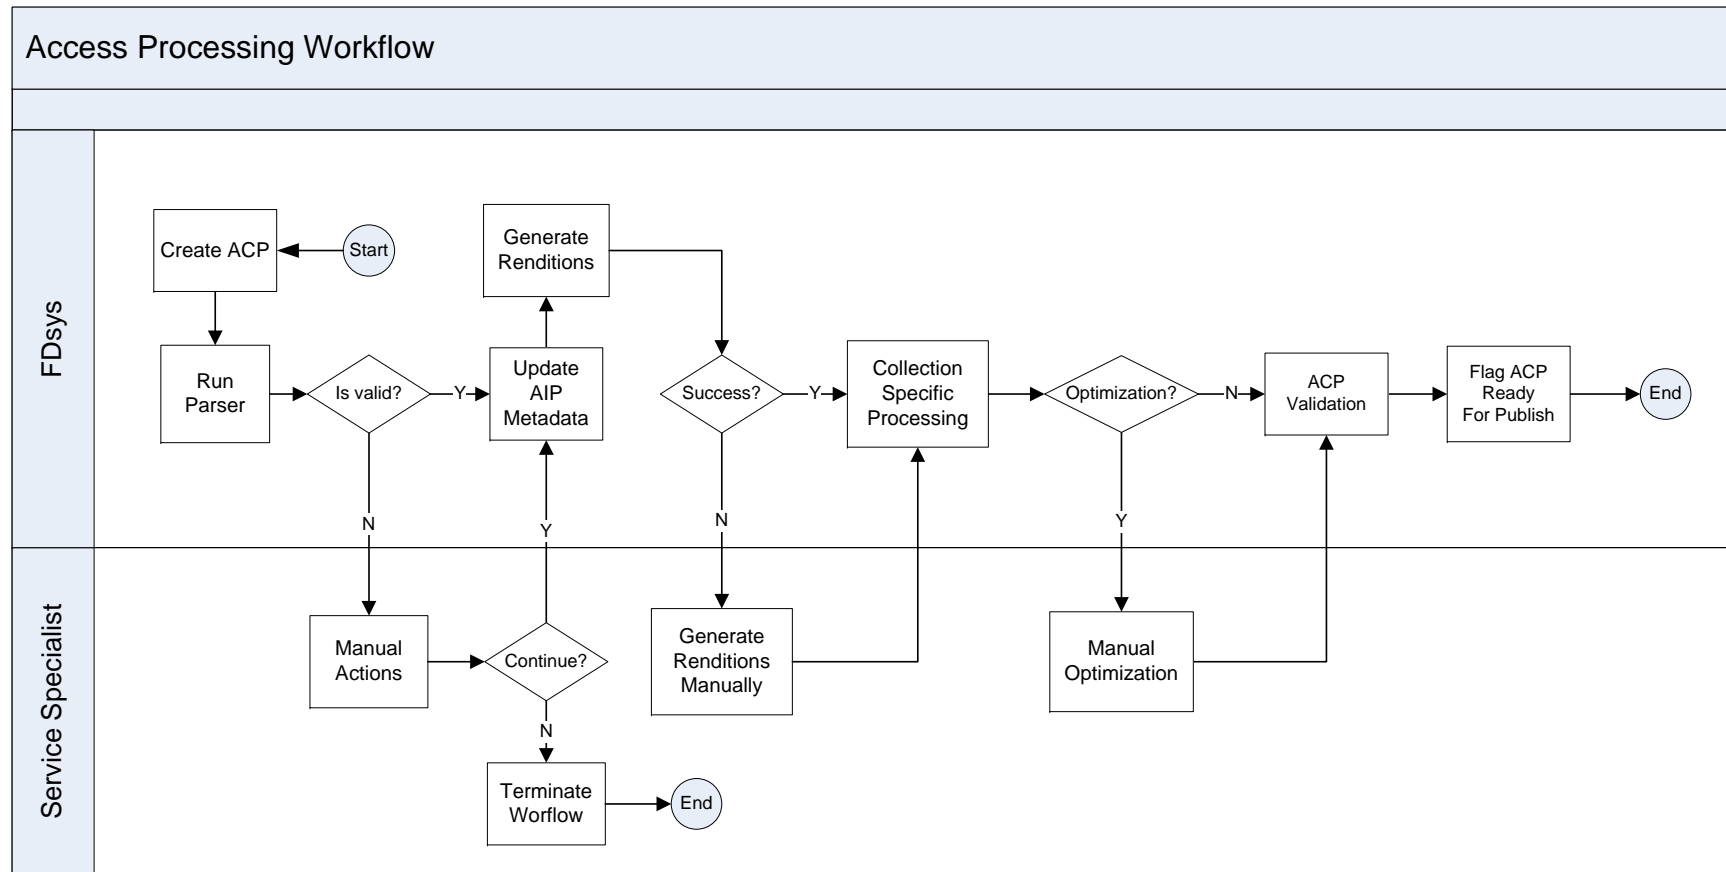 Access Processing Workflow
FDsys
Create ACP
Start
Run
Parser
Is valid?
Y
N
Update
AIP
Metadata
Generate
Renditions
Success?
Y
N
Collection
Specific
Processing
Optimization?
N
Y
ACP
Validation
Flag ACP
Ready
For Publish
End
Y
Service Specialist
Manual
Actions
Continue?
N
Terminate
Worflow
End
Generate
Renditions
Manually
Manual
Optimization